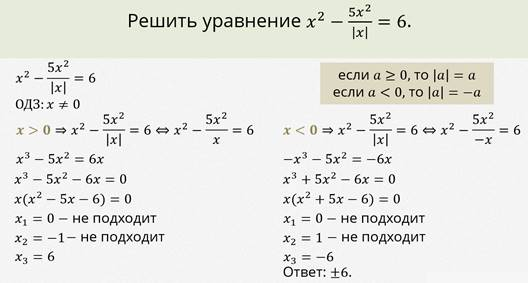 Решить уравнение x² − 5x²/|x| = 6.
x² − 5x²/|x| = 6
ОДЗ: x ≠ 0
если a ≥ 0, то |a| = a
если a < 0, то |a| = −a
x > 0 ⇒ x² − 5x²/|x| = 6 ⇔ x² − 5x²/x = 6
x³ − 5x² = 6x
x³ − 5x² − 6x = 0
x(x² − 5x − 6) = 0
x₁ = 0 − не подходит
x₂ = −1 − не подходит
x₃ = 6
x < 0 ⇒ x² − 5x²/|x| = 6 ⇔ x² − 5x²/−x = 6
−x³ − 5x² = −6x
x³ + 5x² − 6x = 0
x(x² + 5x − 6) = 0
x₁ = 0 − не подходит
x₂ = 1 − не подходит
x₃ = −6
Ответ: ±6.